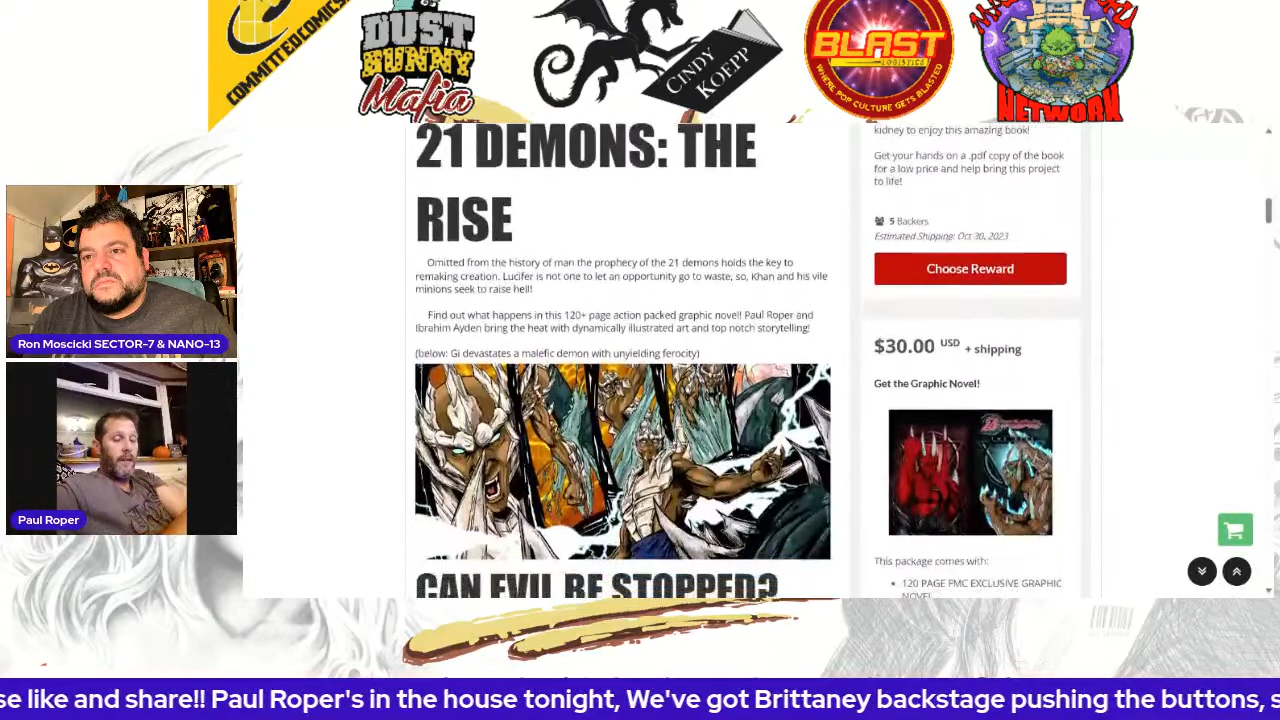 COMMITTEDCOMICS
DUST
BUNNY
Mafia
CINDY
KOEPP
BLAST
LOGISTICS
WHERE POP CULTURE GETS BLASTED
NETWORK
21 DEMONS: THE
RISE
Omitted from the history of man the prophecy of the 21 demons holds the key to
remaking creation. Lucifer is not one to let an opportunity go to waste, so, Khan and his vile
minions seek to raise hell!
Find out what happens in this 120+ page action packed graphic novel! Paul Roper and
Ibrahim Ayden bring the heat with dynamically illustrated art and top notch storytelling!
(below: Gi devastates a malefic demon with unyielding ferocity)
CAN EVIL BE STOPPED?
kidney to enjoy this amazing book!
Get your hands on a .pdf copy of the book
for a low price and help bring this project
to life!
5 Backers
Estimated Shipping: Oct 30, 2023
Choose Reward
$30.00 USD + shipping
Get the Graphic Novel!
This package comes with:
• 120 PAGE FMC EXCLUSIVE GRAPHIC
NOVEL
Ron Moscicki SECTOR-7 & NANO-13
Paul Roper
se like and share!! Paul Roper's in the house tonight, We've got Brittaney backstage pushing the buttons, s